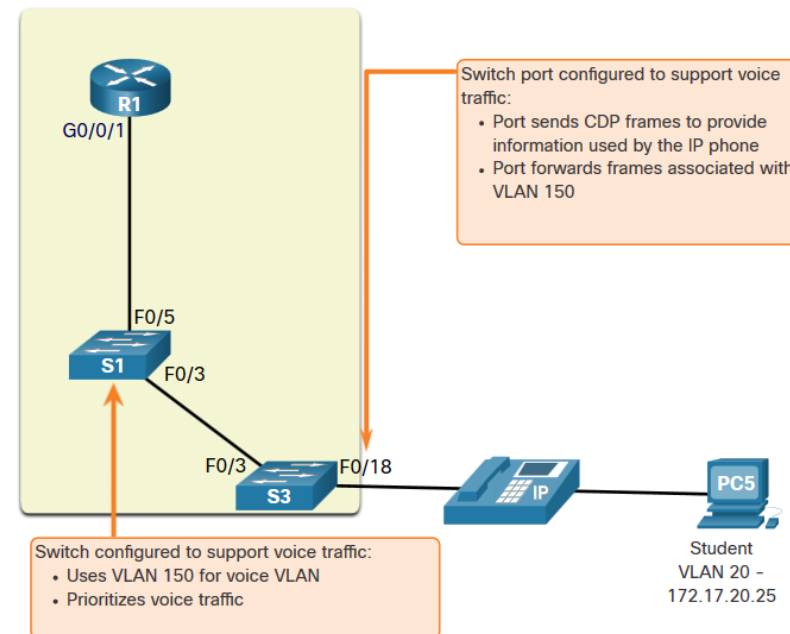 Switch port configured to support voice
traffic:
• Port sends CDP frames to provide
information used by the IP phone
• Port forwards frames associated with
VLAN 150
R1
G0/0/1
F0/5
S1
F0/3
F0/3
F0/18
S3
IP
PC5
Student
VLAN 20 -
172.17.20.25
Switch configured to support voice traffic:
• Uses VLAN 150 for voice VLAN
• Prioritizes voice traffic